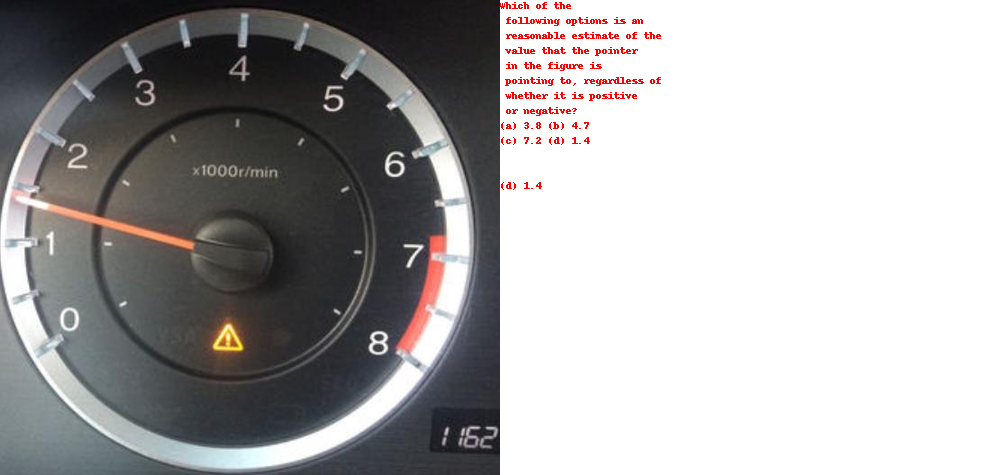 4
3
5
2
6
x1000r/min
1
7
0
8
1162
Which of the
following options is an
reasonable estimate of the
value that the pointer
in the figure is
pointing to, regardless of
whether it is positive
or negative?
(a) 3.8 (b) 4.7
(c) 7.2 (d) 1.4
(d) 1.4